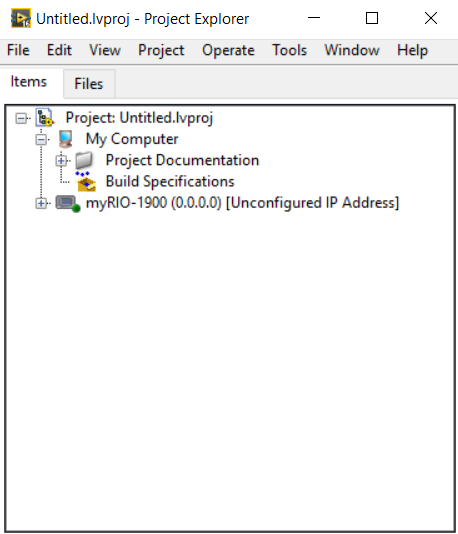 Untitled.lvproj - Project Explorer
File Edit View Project Operate Tools Window Help
Items Files
Project: Untitled.lvproj
My Computer
Project Documentation
Build Specifications
myRIO-1900 (0.0.0.0) [Unconfigured IP Address]